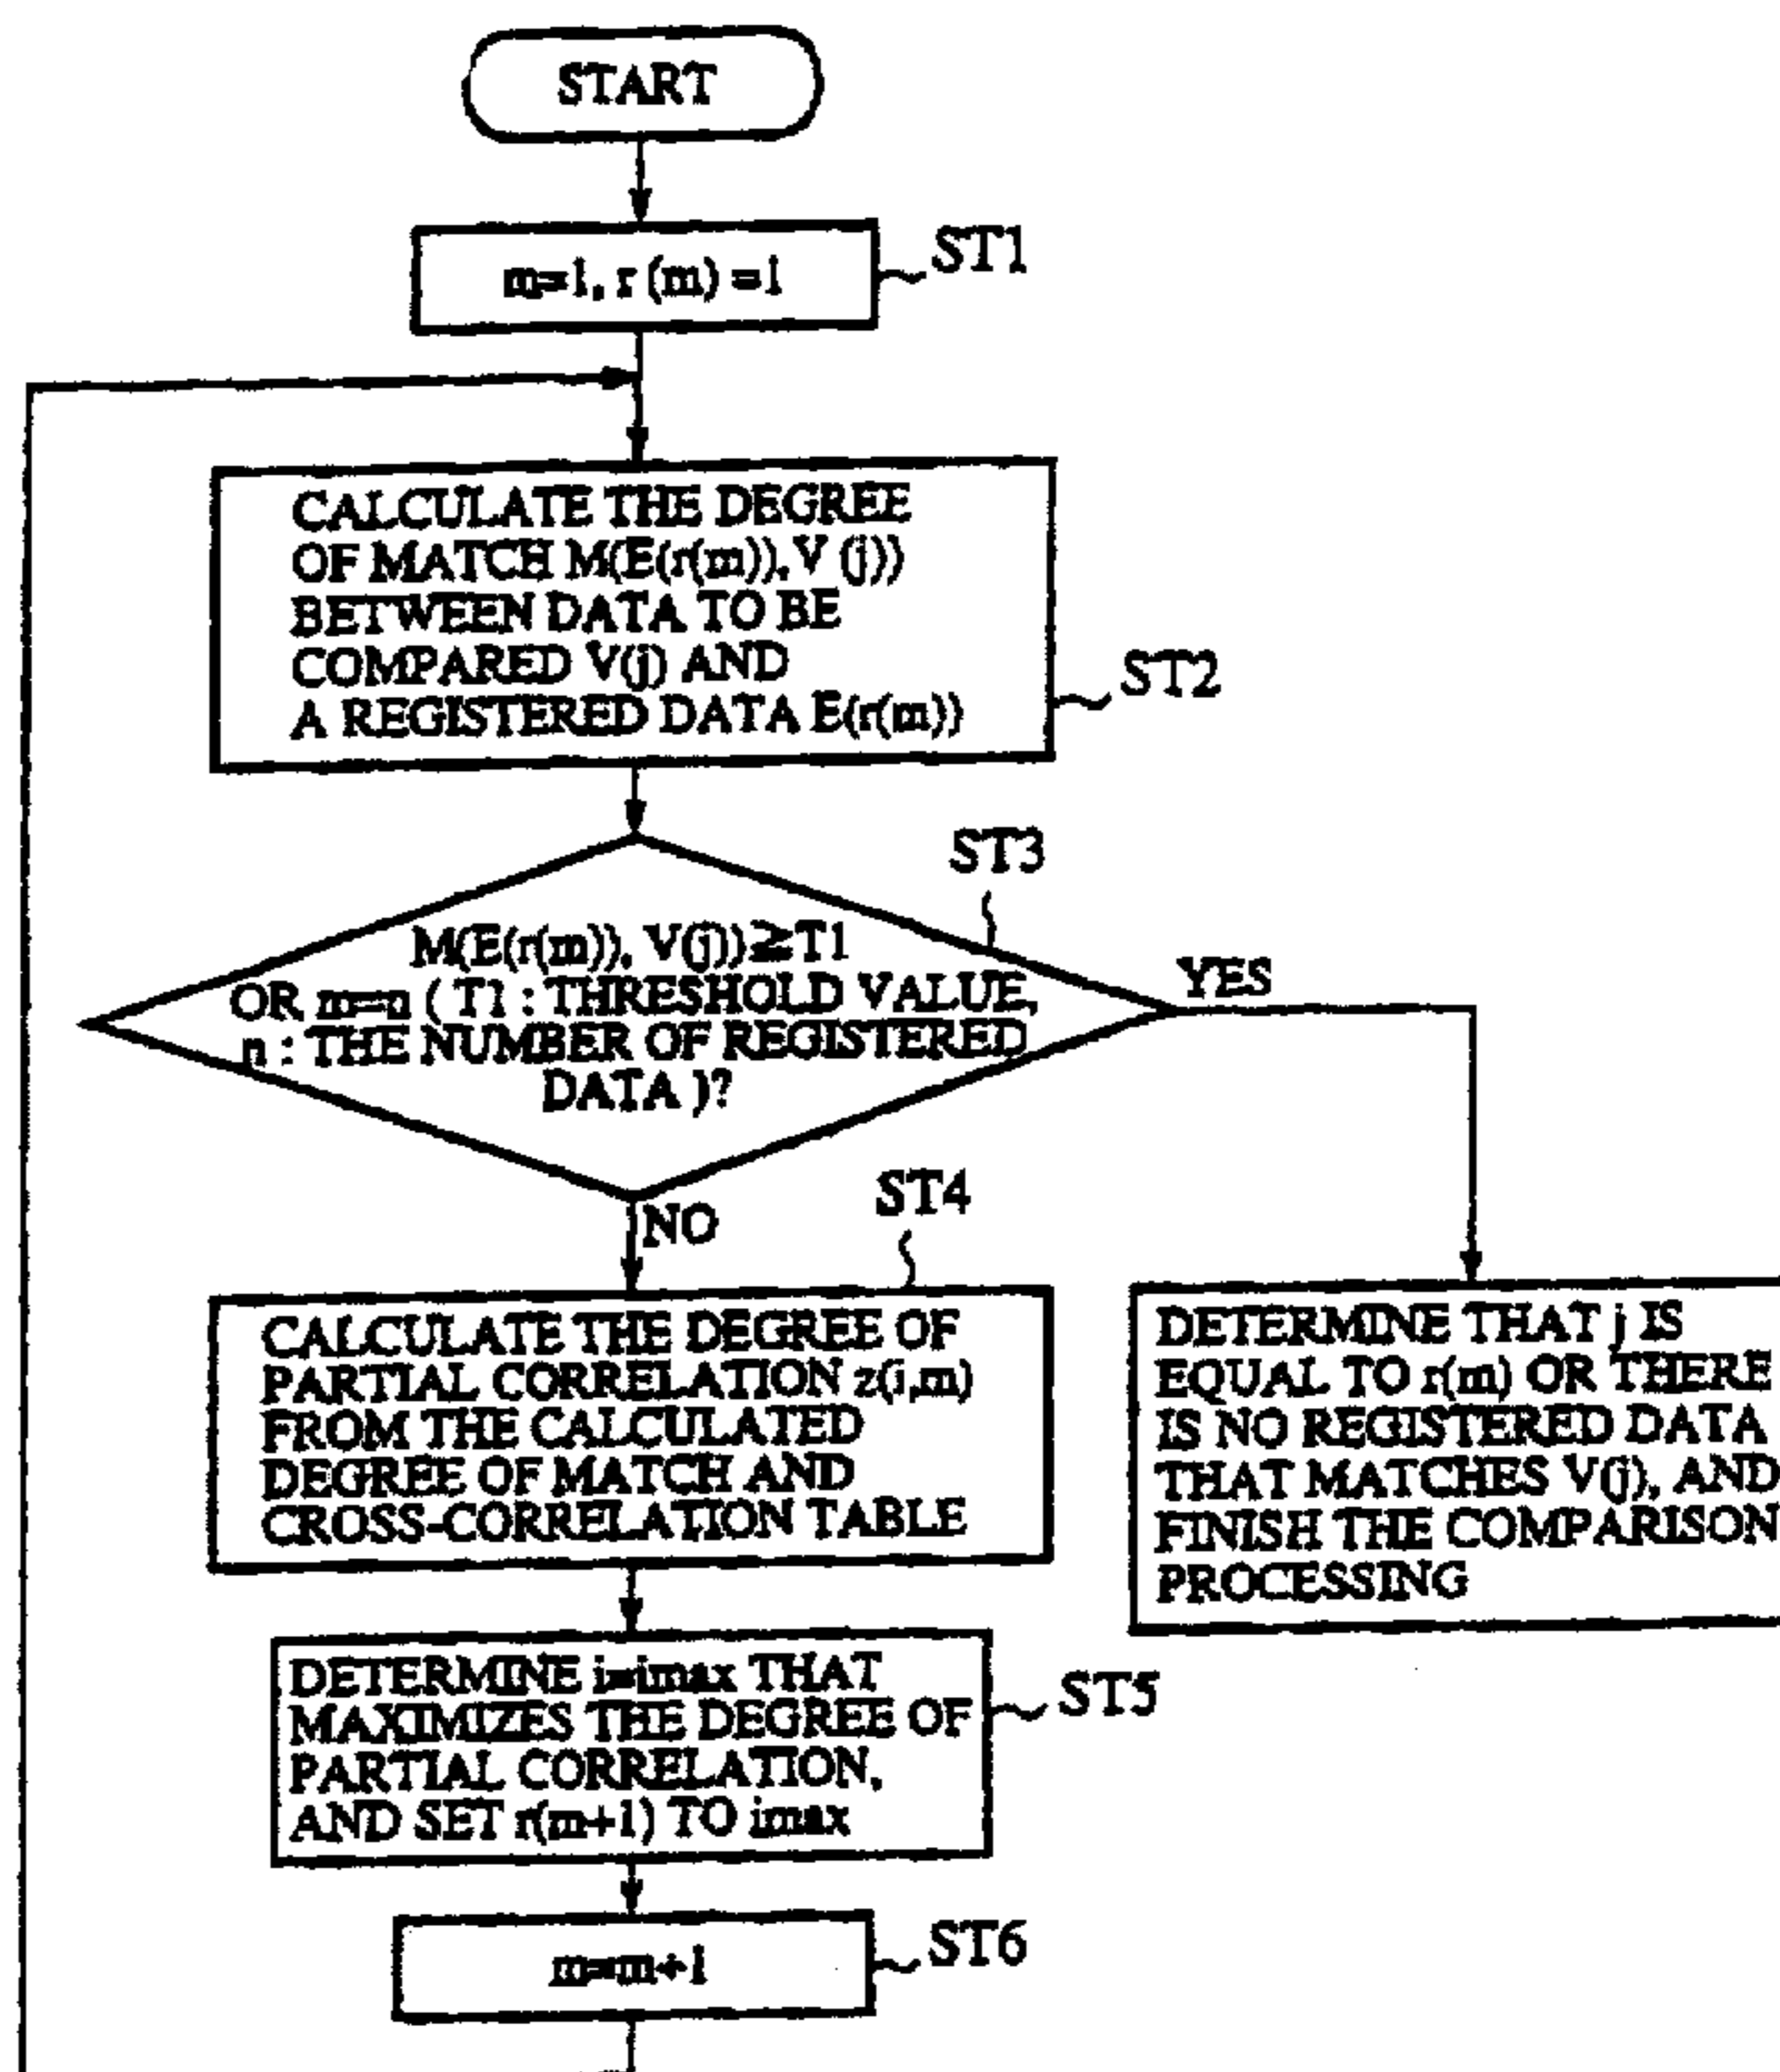 START
m=1, r (m) =1
ST1
CALCULATE THE DEGREE
OF MATCH M(E(r(m)), V (j))
BETWEEN DATA TO BE
COMPARED V(j) AND
A REGISTERED DATA E(r(m))
ST2
ST3
M(E(r(m)), V(j))≧T1
OR m=n ( T1 : THRESHOLD VALUE,
n : THE NUMBER OF REGISTERED
DATA )?
YES
NO
ST4
CALCULATE THE DEGREE OF
PARTIAL CORRELATION z(i,m)
FROM THE CALCULATED
DEGREE OF MATCH AND
CROSS-CORRELATION TABLE
DETERMINE THAT j IS
EQUAL TO r(m) OR THERE
IS NO REGISTERED DATA
THAT MATCHES V(j), AND
FINISH THE COMPARISON
PROCESSING
DETERMINE i=imax THAT
MAXIMIZES THE DEGREE OF
PARTIAL CORRELATION,
AND SET r(m+1) TO imax
ST5
m=m+1
ST6